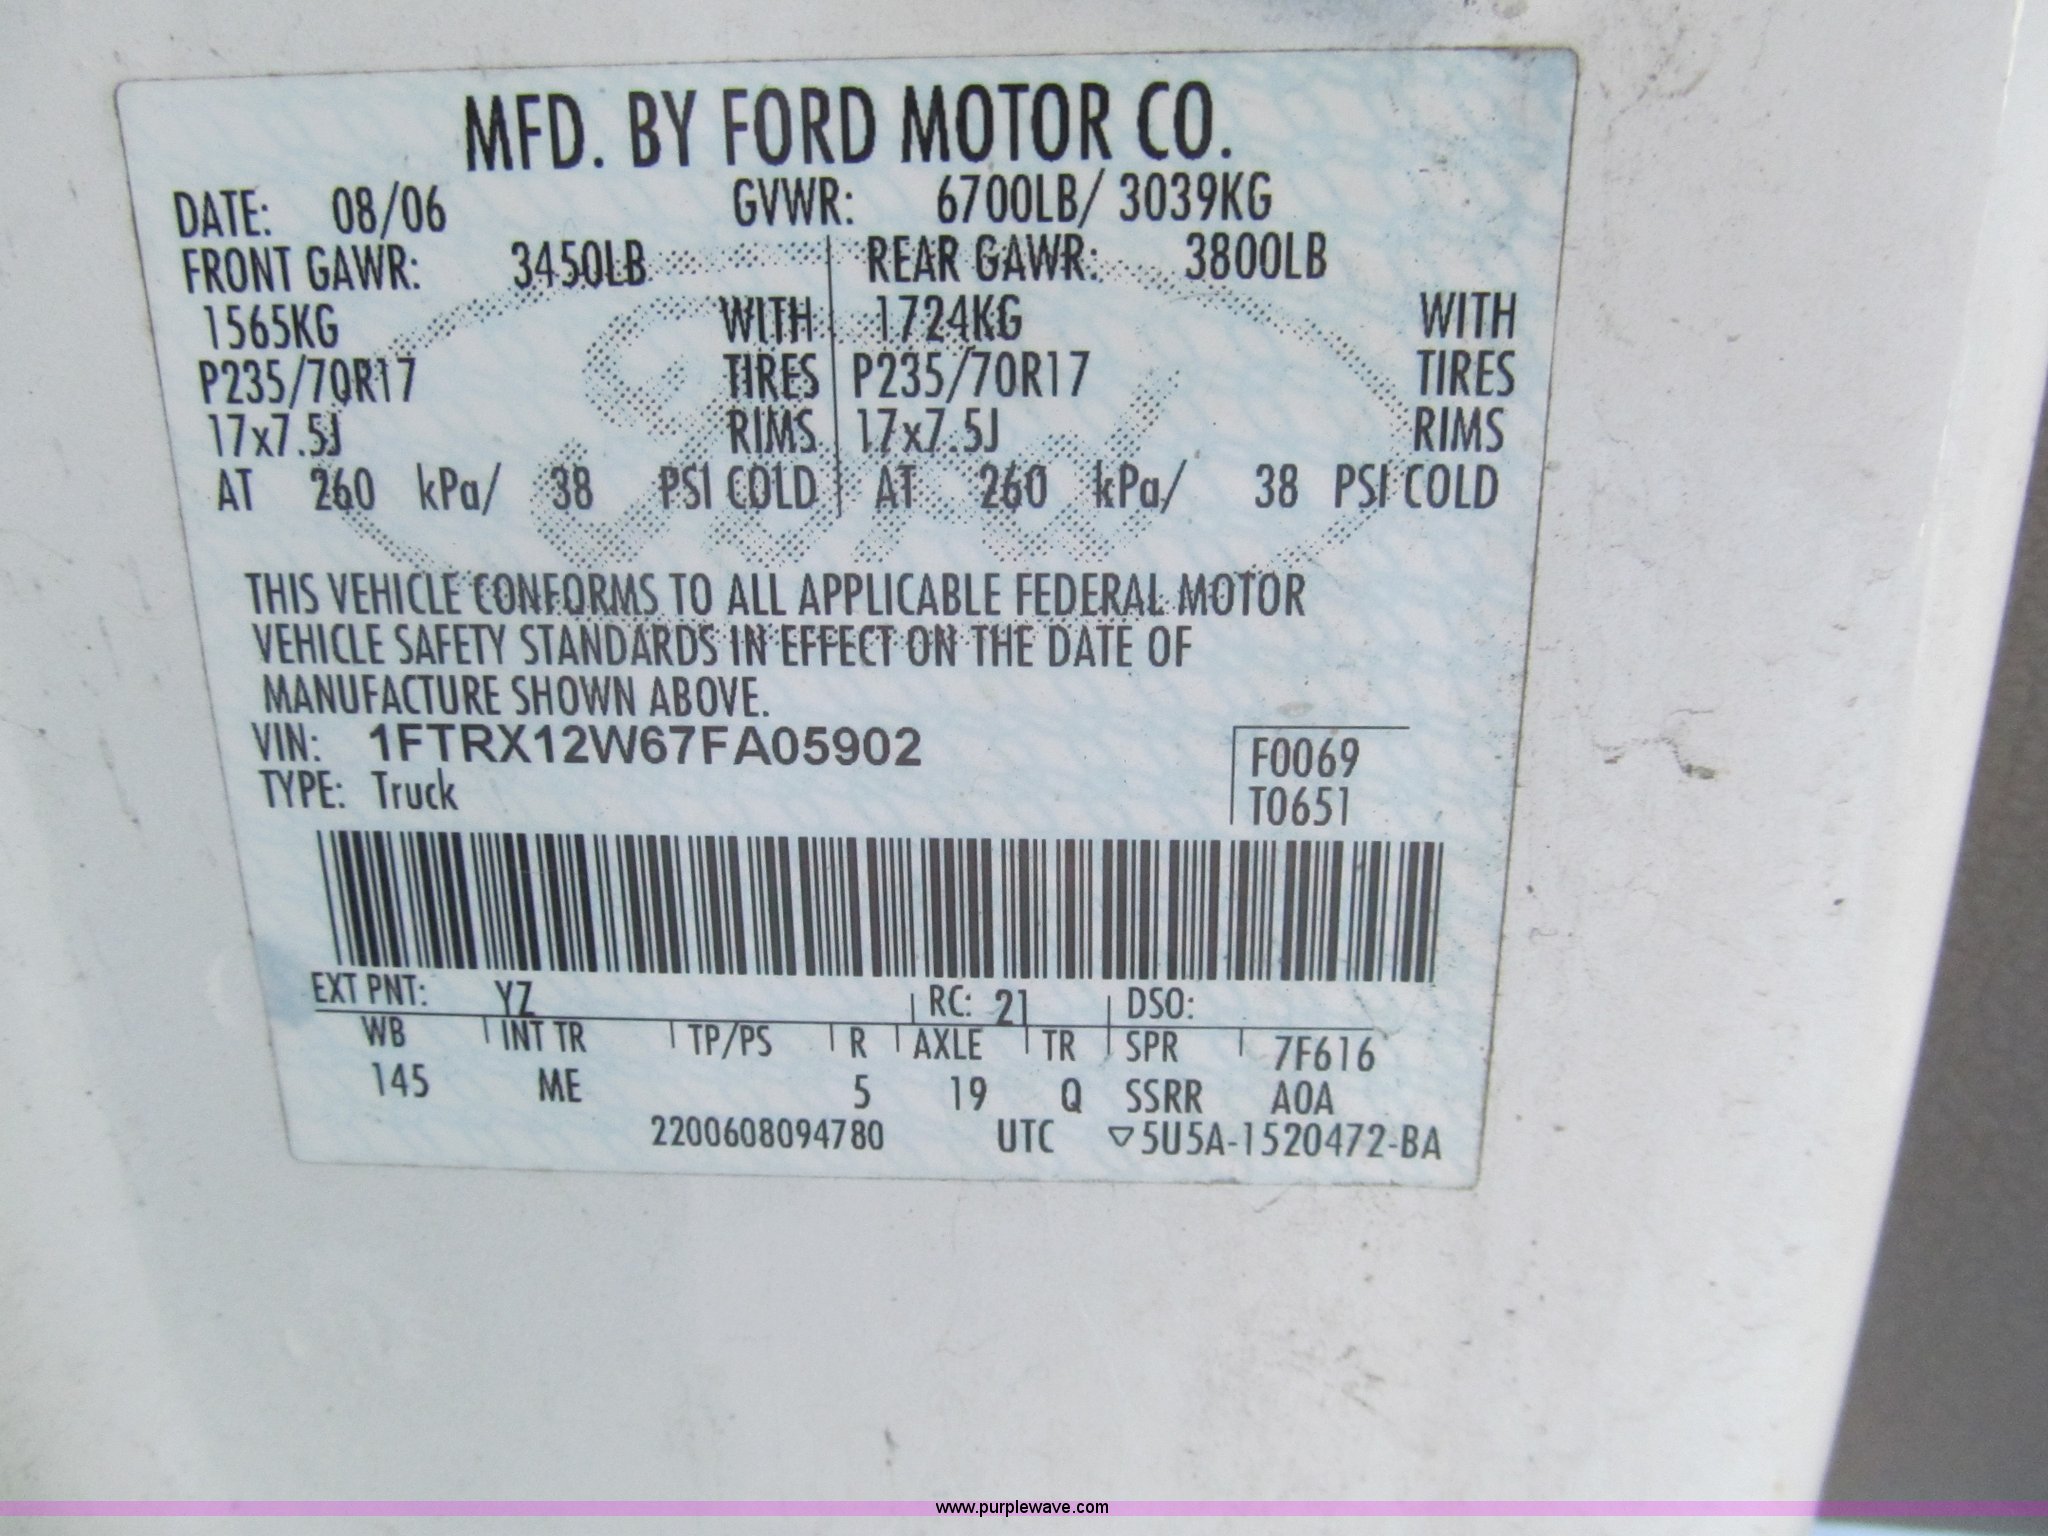 MFD. BY FORD MOTOR CO.
DATE: 08/06 GVWR: 6700LB/ 3039KG
FRONT GAWR: 3450LB REAR GAWR: 3800LB
1565KG WITH 1724KG WITH
P235/70R17 TIRES P235/70R17 TIRES
17x7.5J RIMS 17x7.5J RIMS
AT 260 kPa/ 38 PSI COLD AT 260 kPa/ 38 PSI COLD
THIS VEHICLE CONFORMS TO ALL APPLICABLE FEDERAL MOTOR
VEHICLE SAFETY STANDARDS IN EFFECT ON THE DATE OF
MANUFACTURE SHOWN ABOVE.
VIN: 1FTRX12W67FA05902
TYPE: Truck
F0069
T0651
EXT PNT: YZ RC: 21 DSO:
WB INT TR TP/PS R AXLE TR SPR 7F616
145 ME 5 19 Q SSRR A0A
2200608094780 UTC ▽5U5A-1520472-BA
Ford
www.purplewave.com